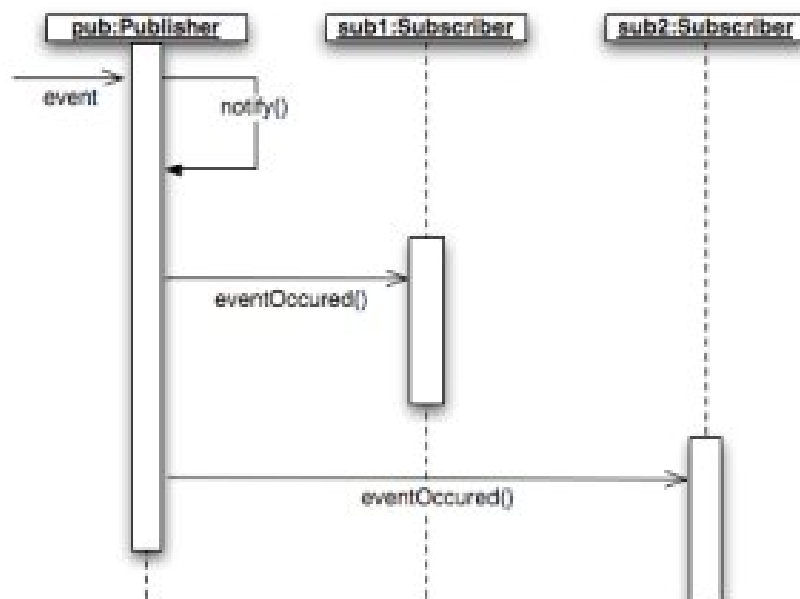 pub:Publisher
sub1:Subscriber
sub2:Subscriber
event
notify()
eventOccured()
eventOccured()